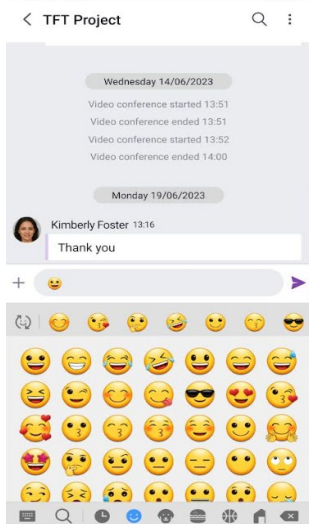 TFT Project
Wednesday 14/06/2023
Video conference started 13:51
Video conference ended 13:51
Video conference started 13:52
Video conference ended 14:00
Monday 19/06/2023
Kimberly Foster 13:16
Thank you